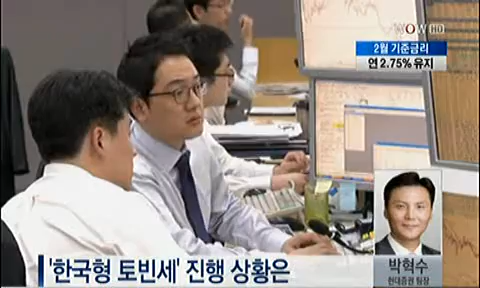 WOW HD
2월 기준금리
연 2.75% 유지
박혁수
현대증권 팀장
'한국형 토빈세' 진행 상황은